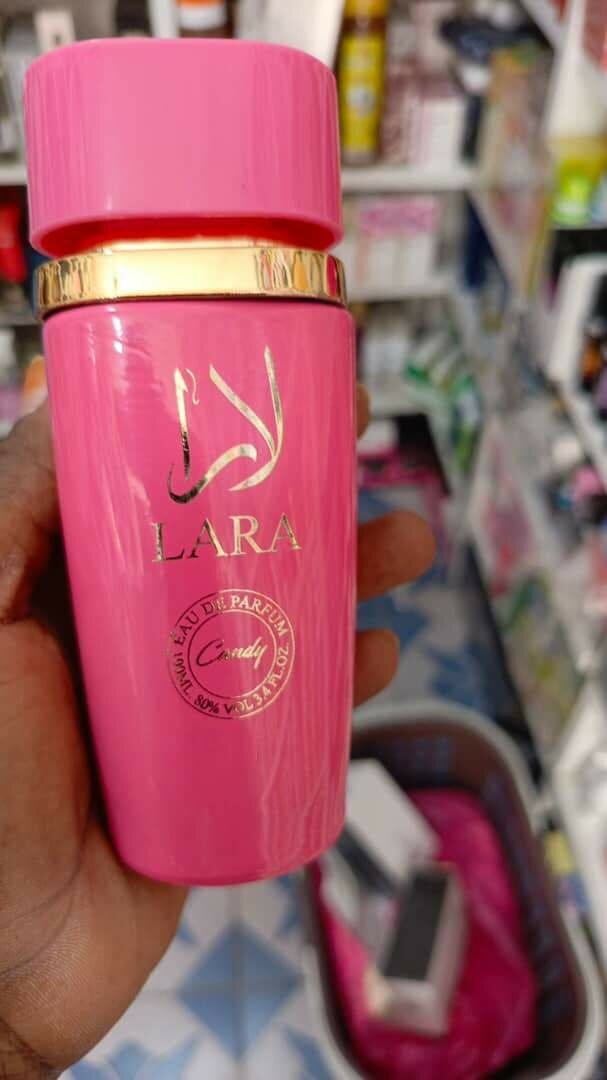 لارا
LARA
EAU DE PARFUM
Candy
100ML. 80% VOL 3.4 FL.OZ.